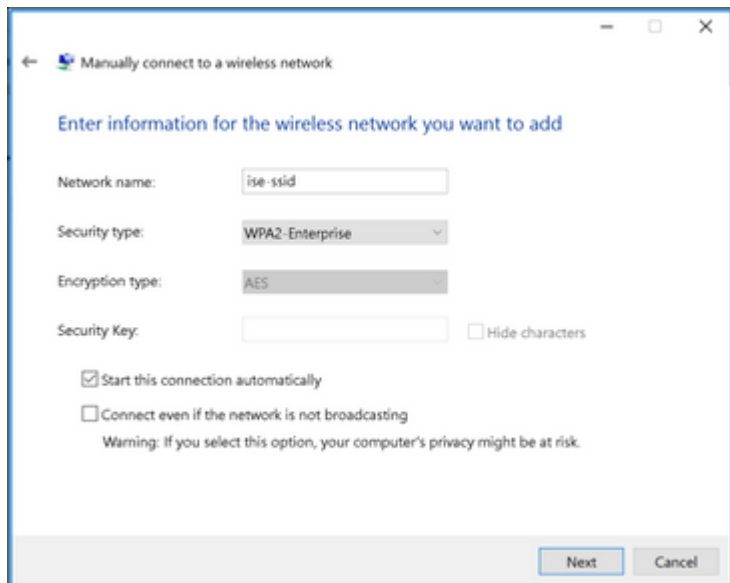 Manually connect to a wireless network
Enter information for the wireless network you want to add
Network name: ise-ssid
Security type: WPA2-Enterprise
Encryption type: AES
Security Key: Hide characters
Start this connection automatically
Connect even if the network is not broadcasting
Warning: If you select this option, your computer's privacy might be at risk.
Next Cancel